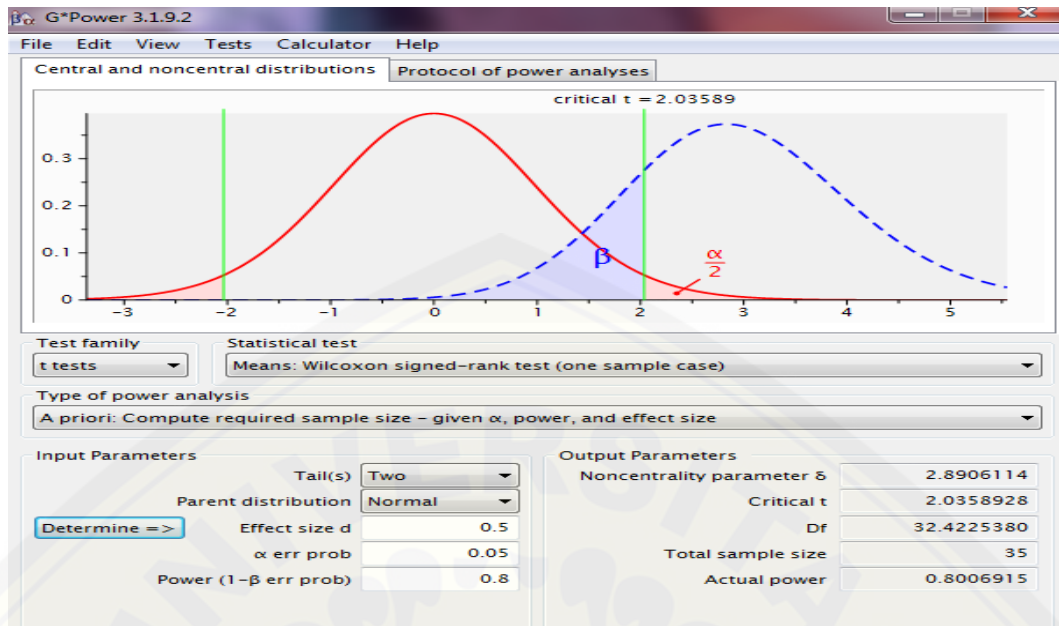 G*Power 3.1.9.2
File Edit View Tests Calculator Help
Central and noncentral distributions Protocol of power analyses
critical t = 2.03589
0.3
0.2
0.1
0
β
α
2
-3 -2 -1 0 1 2 3 4 5
Test family Statistical test
t tests Means: Wilcoxon signed-rank test (one sample case)
Type of power analysis
A priori: Compute required sample size – given α, power, and effect size
Input Parameters Output Parameters
Tail(s) Two Noncentrality parameter δ 2.8906114
Parent distribution Normal Critical t 2.0358928
Determine => Effect size d 0.5 Df 32.4225380
α err prob 0.05 Total sample size 35
Power (1-β err prob) 0.8 Actual power 0.8006915